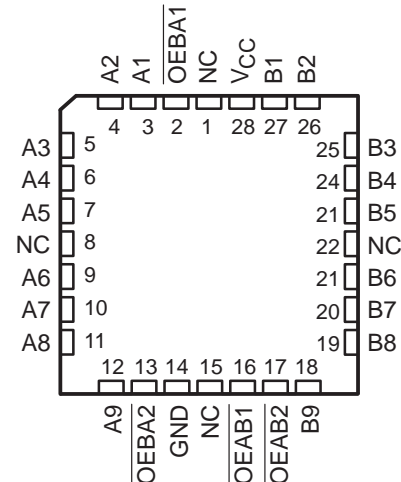 A2
A1
OEBA1
NC
VCC
B1
B2
4 3 2 1 28 27 26
A3 5 25 B3
A4 6 24 B4
A5 7 21 B5
NC 8 22 NC
A6 9 21 B6
A7 10 20 B7
A8 11 19 B8
12 13 14 15 16 17 18
A9
OEBA2
GND
NC
OEAB1
OEAB2
B9